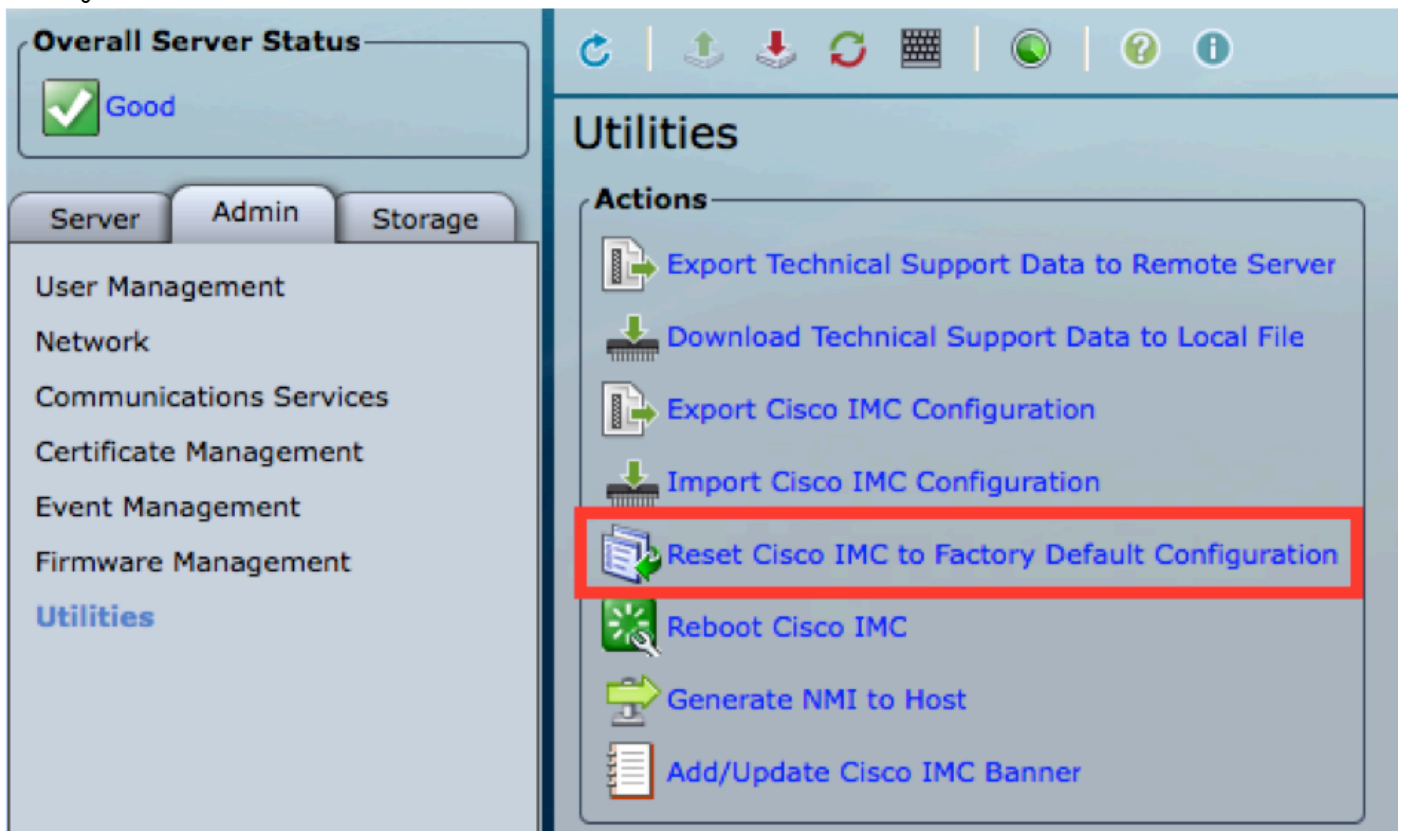 Overall Server Status
Good
Server
Admin
Storage
User Management
Network
Communications Services
Certificate Management
Event Management
Firmware Management
Utilities
Utilities
Actions
Export Technical Support Data to Remote Server
Download Technical Support Data to Local File
Export Cisco IMC Configuration
Import Cisco IMC Configuration
Reset Cisco IMC to Factory Default Configuration
Reboot Cisco IMC
Generate NMI to Host
Add/Update Cisco IMC Banner